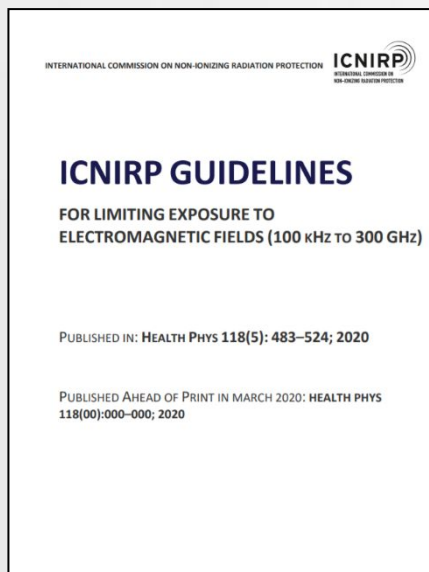 INTERNATIONAL COMMISSION ON NON-IONIZING RADIATION PROTECTION
ICNIRP
INTERNATIONAL COMMISSION ON
NON-IONIZING RADIATION PROTECTION
ICNIRP GUIDELINES
FOR LIMITING EXPOSURE TO
ELECTROMAGNETIC FIELDS (100 KHZ TO 300 GHZ)
PUBLISHED IN: HEALTH PHYS 118(5): 483–524; 2020
PUBLISHED AHEAD OF PRINT IN MARCH 2020: HEALTH PHYS
118(00):000–000; 2020